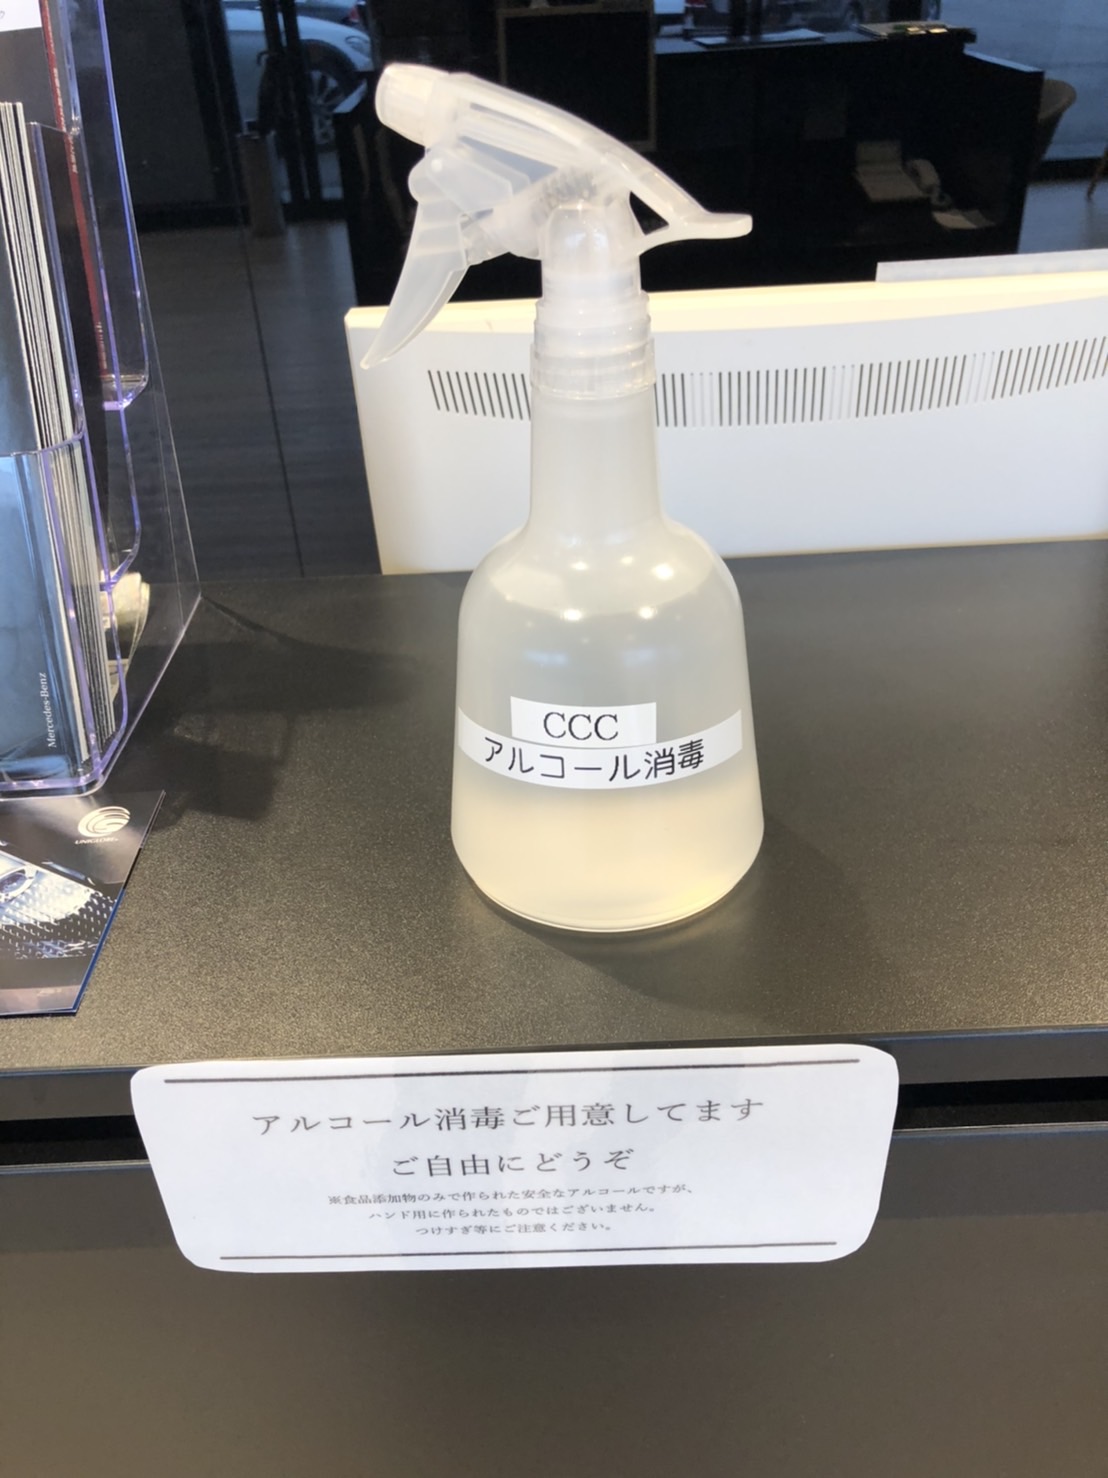 Mercedes-Benz
CCC
アルコール消毒
アルコール消毒ご用意してます
ご自由にどうぞ
※食品添加物のみで作られた安全なアルコールですが、
ハンド用に作られたものではございません。
つけすぎ等にご注意ください。